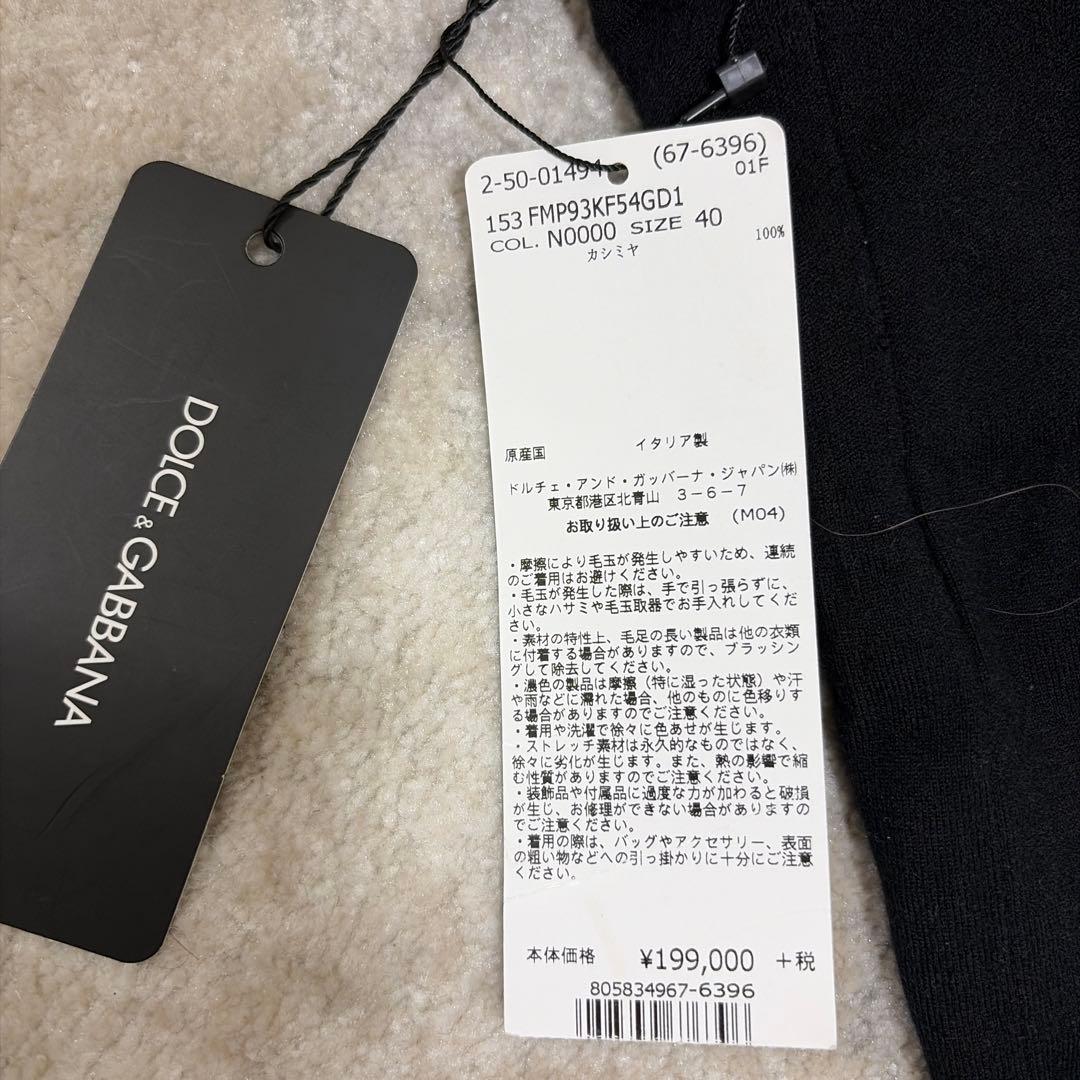 DOLCE & GABBANA
2-50-01494 (67-6396)
01F
153 FMP93KF54GD1
COL. N0000 SIZE 40
カシミヤ 100%
原産国 イタリア製
ドルチェ・アンド・ガッバーナ・ジャパン㈱
東京都港区北青山 3-6-7
お取り扱い上のご注意 (M04)
・摩擦により毛玉が発生しやすいため、連続
のご着用はお避けください。
・毛玉が発生した際は、手で引っ張らずに、
小さなハサミや毛玉取器でお手入れしてくだ
さい。
・素材の特性上、毛足の長い製品は他の衣類
に付着する場合がありますので、ブラッシン
グして除去してください。
・濃色の製品は摩擦（特に湿った状態）や汗
や雨などに濡れた場合、他のものに色移りす
る場合がありますのでご注意ください。
・着用や洗濯で徐々に色あせが生じます。
・ストレッチ素材は永久的なものではなく、
徐々に劣化が生じます。また、熱の影響で縮
む性質がありますのでご注意ください。
・装飾品や付属品に過度な力が加わると破損
が生じ、お修理ができない場合がありますの
でご注意ください。
・着用の際は、バッグやアクセサリー、表面
の粗い物などへの引っ掛かりに十分にご注意
ください。
本体価格 ¥199,000 +税
805834967-6396